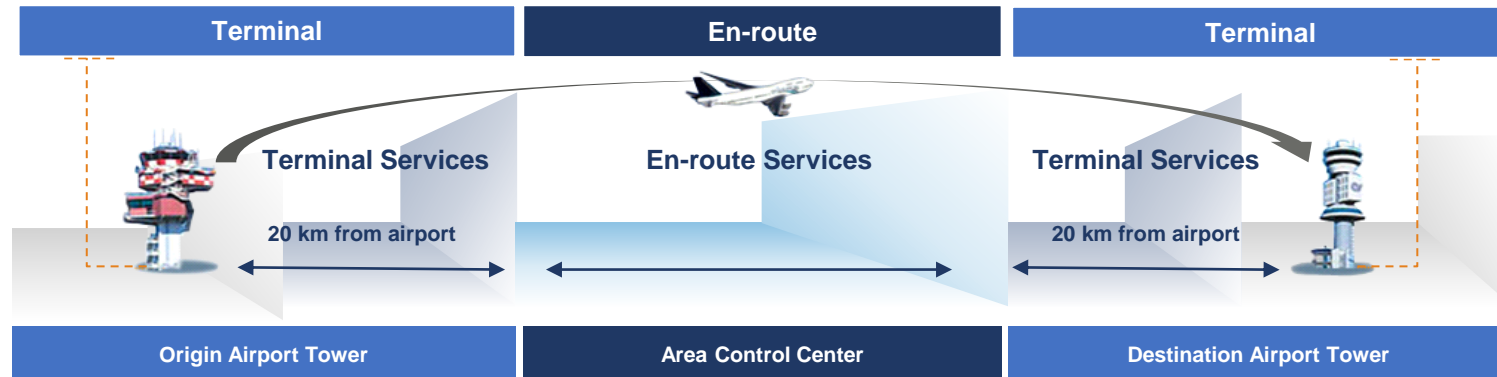 Terminal
En-route
Terminal
Terminal Services
En-route Services
Terminal Services
20 km from airport
20 km from airport
Origin Airport Tower
Area Control Center
Destination Airport Tower